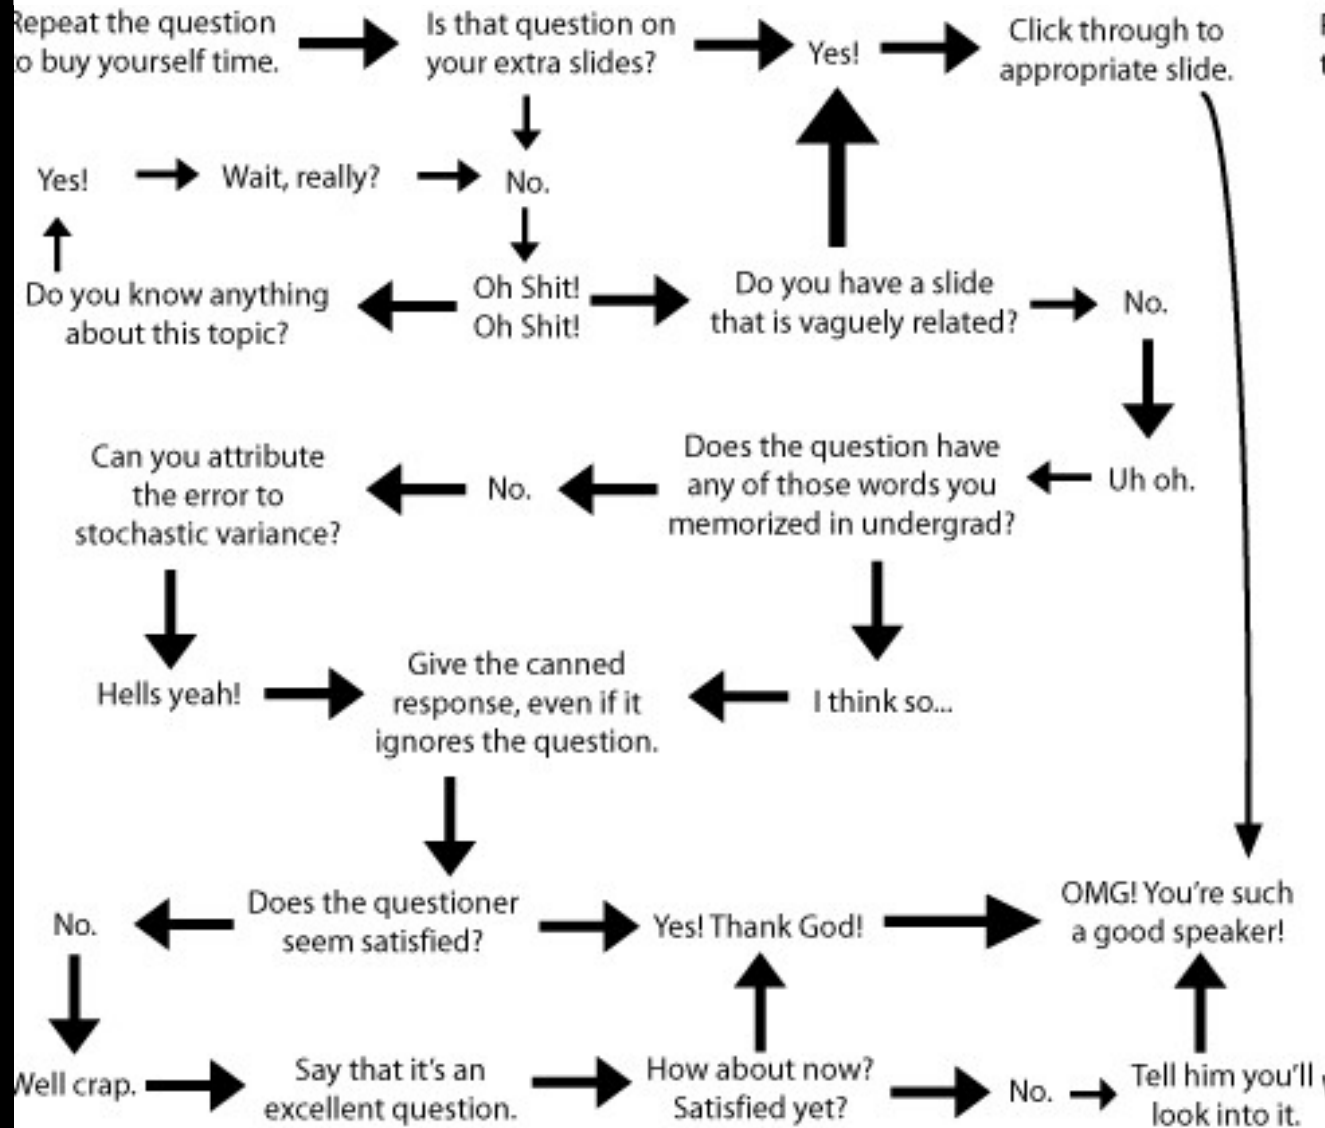 Repeat the question
to buy yourself time.
Is that question on
your extra slides?
Yes!
Click through to
appropriate slide.
Yes!
Wait, really?
No.
Do you know anything
about this topic?
Oh Shit!
Oh Shit!
Do you have a slide
that is vaguely related?
No.
Can you attribute
the error to
stochastic variance?
No.
Does the question have
any of those words you
memorized in undergrad?
Uh oh.
Hells yeah!
Give the canned
response, even if it
ignores the question.
I think so...
No.
Does the questioner
seem satisfied?
Yes! Thank God!
OMG! You're such
a good speaker!
Well crap.
Say that it's an
excellent question.
How about now?
Satisfied yet?
No.
Tell him you'll
look into it.